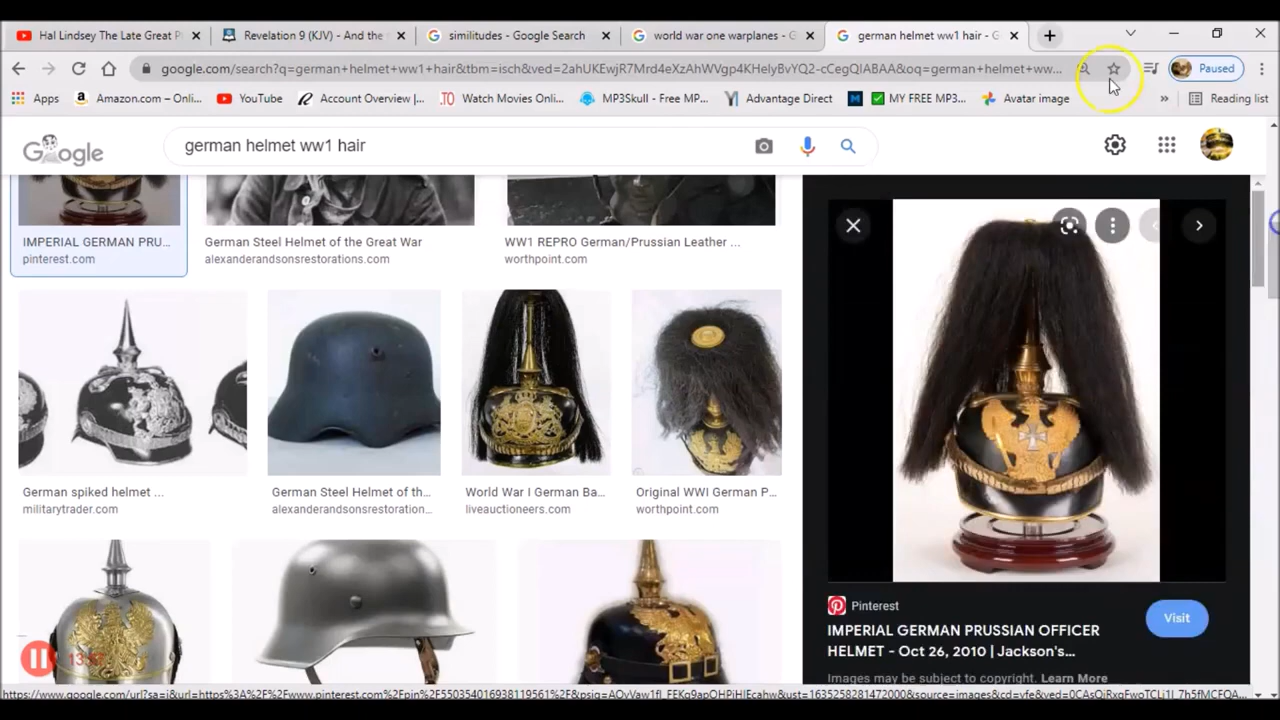 Hal Lindsey The Late Great P
Revelation 9 (KJV) - And the
similitudes - Google Search
world war one warplanes - G
german helmet ww1 hair - G
google.com/search?q=german+helmet+ww1+hair&tbm=isch&ved=2ahUKEwjR7Mrd4eXzAhWVgp4KHelyBvYQ2-cCegQIABAA&oq=german+helmet+ww...
Paused
Apps
Amazon.com – Onli...
YouTube
Account Overview |...
Watch Movies Onli...
MP3Skull - Free MP...
Advantage Direct
MY FREE MP3...
Avatar image
»
Reading list
Google
german helmet ww1 hair
IMPERIAL GERMAN PRU...
pinterest.com
German Steel Helmet of the Great War
alexanderandsonsrestorations.com
WW1 REPRO German/Prussian Leather ...
worthpoint.com
German spiked helmet ...
militarytrader.com
German Steel Helmet of th...
alexanderandsonsrestoration...
World War I German Ba...
liveauctioneers.com
Original WWI German P...
worthpoint.com
Pinterest
IMPERIAL GERMAN PRUSSIAN OFFICER
HELMET - Oct 26, 2010 | Jackson's...
Visit
Images may be subject to copyright. Learn More